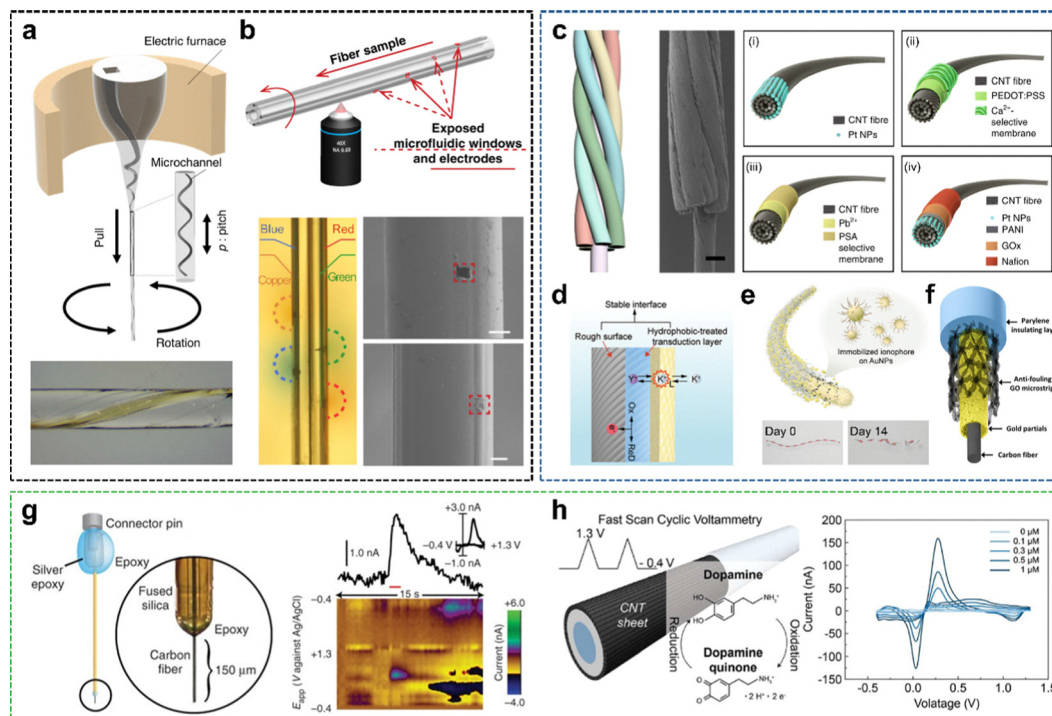 a
Electric furnace
Microchannel
Pull
p : pitch
Rotation
b
Fiber sample
40X
NA 0.65
Exposed
microfluidic windows
and electrodes
Blue
Red
Copper
Green
c
(i)
CNT fibre
Pt NPs
(ii)
CNT fibre
PEDOT:PSS
Ca2+-
selective
membrane
(iii)
CNT fibre
Pb2+
PSA
selective
membrane
(iv)
CNT fibre
Pt NPs
PANI
GOx
Nafion
d
Stable interface
Rough surface
Hydrophobic-treated
transduction layer
K+
K+
Ox
ReD
e
Immobilized ionophore
on AuNPs
Day 0
Day 14
f
Parylene
insulating lay
Anti-fouling
GO microstrip
Gold partials
Carbon fiber
g
Connector pin
Silver
epoxy
Epoxy
Fused
silica
Epoxy
Carbon
fiber
150 μm
1.0 nA
+3.0 nA
−0.4 V
+1.3 V
−1.0 nA
15 s
−0.4
+1.3
−0.4
Eapp (V against Ag/AgCl)
+6.0
−4.0
Current (nA)
h
Fast Scan Cyclic Voltammetry
1.3 V
- 0.4 V
CNT
sheet
Dopamine
HO
HO
NH3+
Reduction
Oxidation
Dopamine
quinone
O
O
NH3+
+ 2 H+ + 2 e-
Current (nA)
200
150
100
50
0
-50
-100
-150
0 μM
0.1 μM
0.3 μM
0.5 μM
1 μM
-0.5
0.0
0.5
1.0
1.5
Volatage (V)